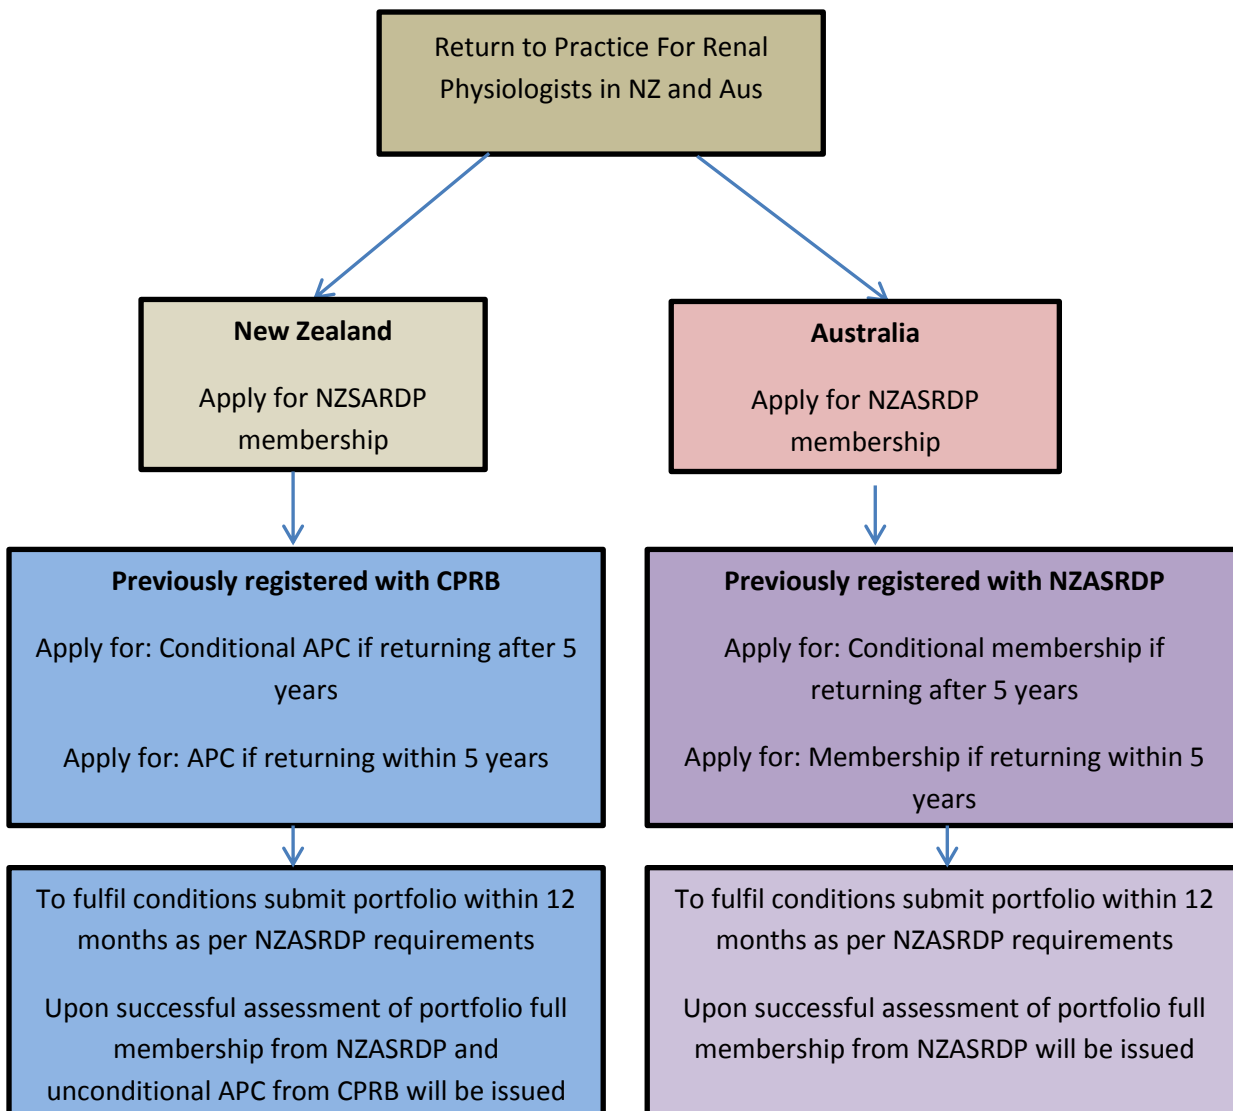 Return to Practice For Renal
Physiologists in NZ and Aus
New Zealand
Apply for NZSARDP
membership
Australia
Apply for NZASRDP
membership
Previously registered with CPRB
Apply for: Conditional APC if returning after 5
years
Apply for: APC if returning within 5 years
Previously registered with NZASRDP
Apply for: Conditional membership if
returning after 5 years
Apply for: Membership if returning within 5
years
To fulfil conditions submit portfolio within 12
months as per NZASRDP requirements
Upon successful assessment of portfolio full
membership from NZASRDP and
unconditional APC from CPRB will be issued
To fulfil conditions submit portfolio within 12
months as per NZASRDP requirements
Upon successful assessment of portfolio full
membership from NZASRDP will be issued